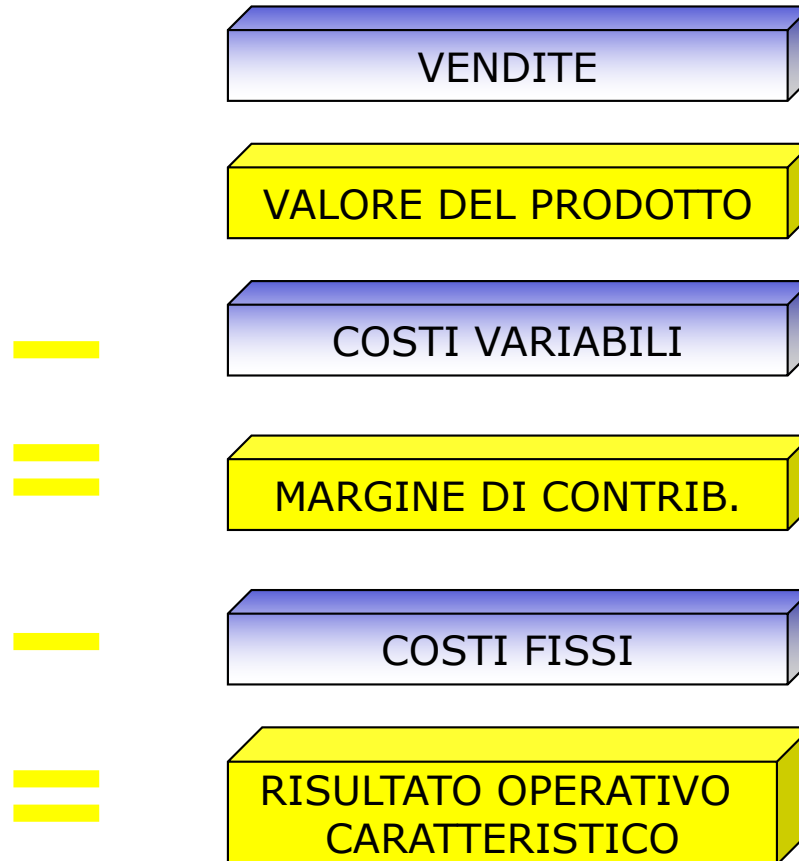 VENDITE
VALORE DEL PRODOTTO
COSTI VARIABILI
MARGINE DI CONTRIB.
COSTI FISSI
RISULTATO OPERATIVO
CARATTERISTICO